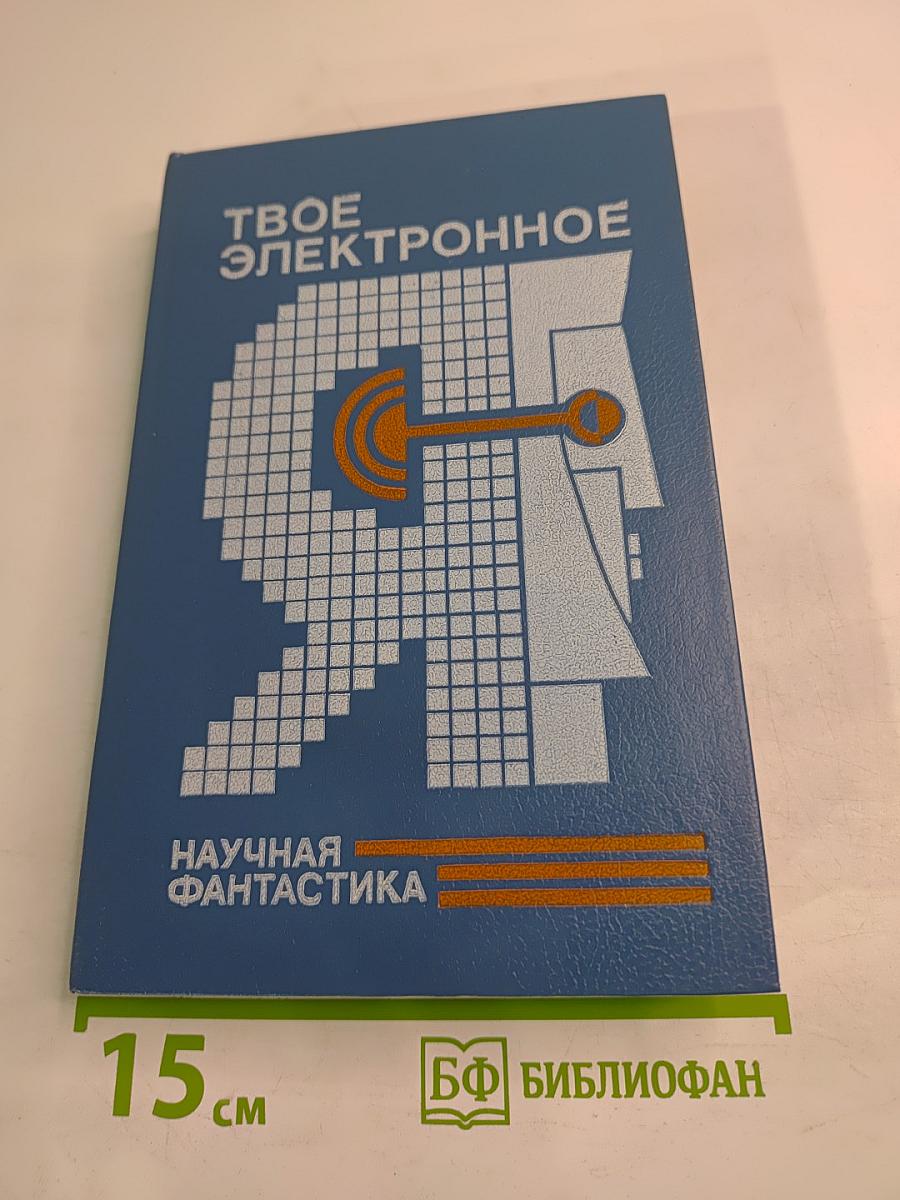 ТВОЕ
ЭЛЕКТРОННОЕ
Я
НАУЧНАЯ
ФАНТАСТИКА
15 см
БФ БИБЛИОФАН